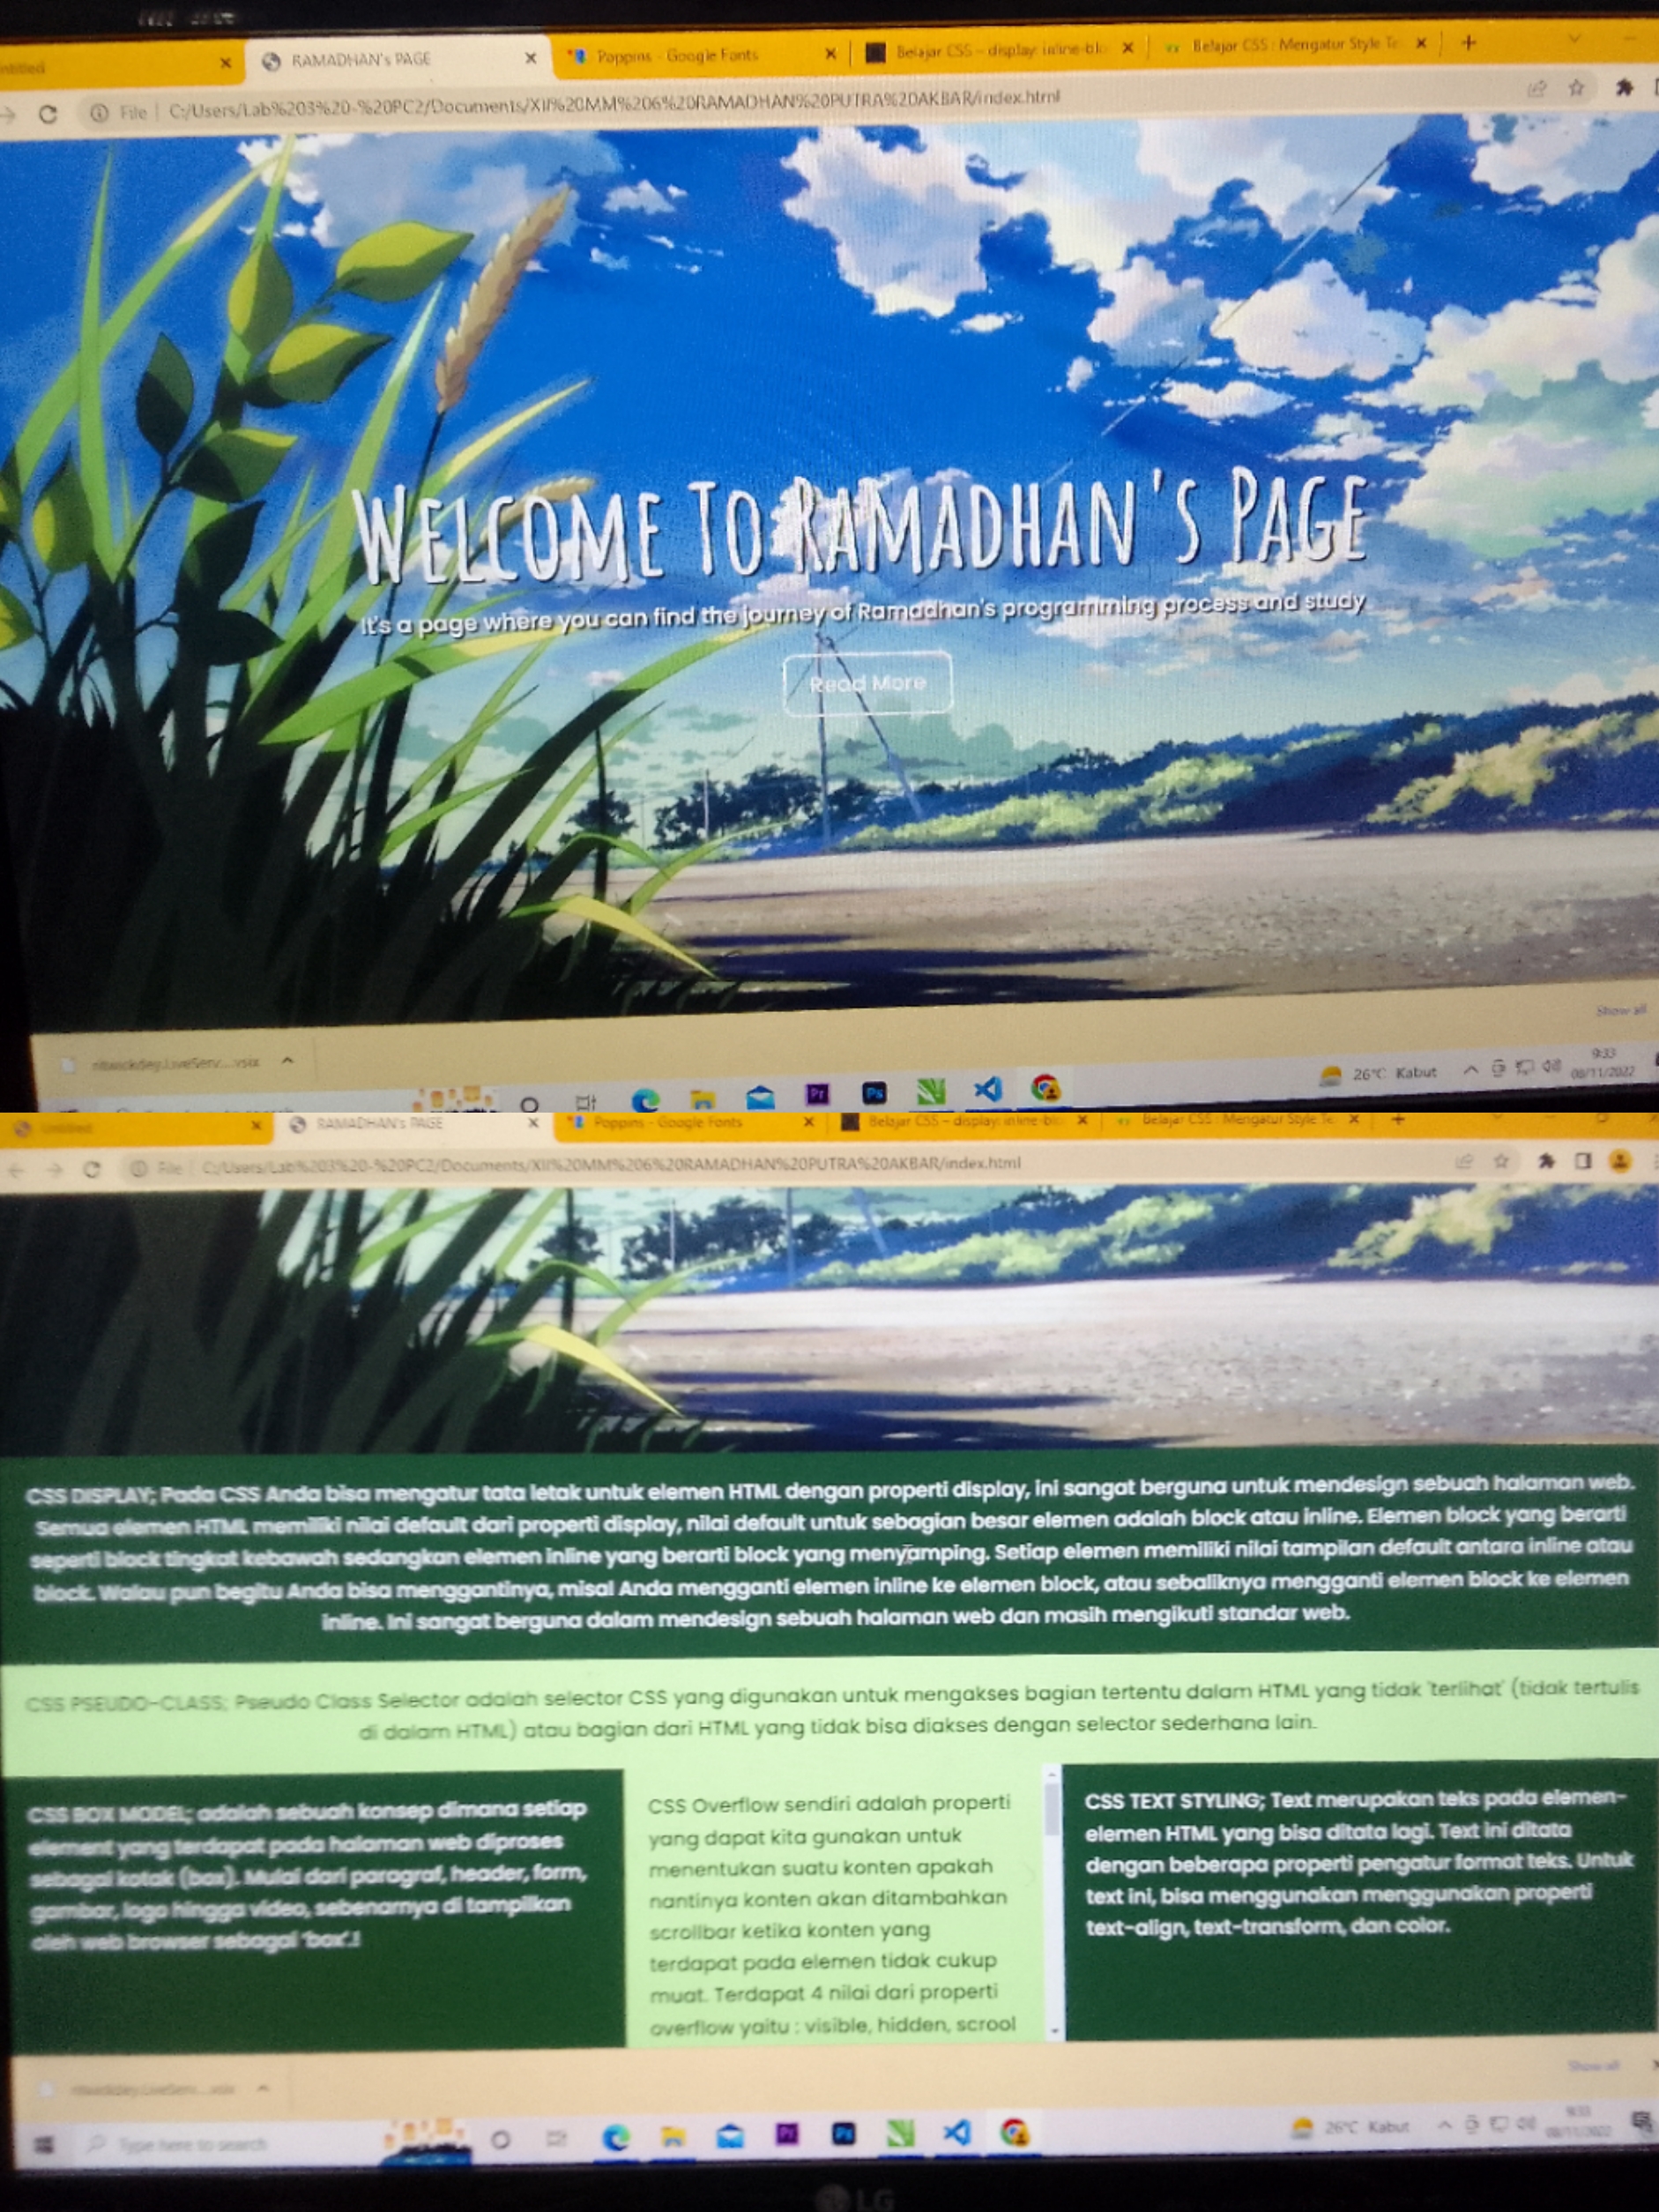 RAMADHAN's PAGE
Poppins - Google Fonts
Belajar CSS – display: inline-blo
Belajar CSS : Mengatur Style Te
File
C:/Users/Lab%203%20-%20PC2/Documents/XII%20MM%206%20RAMADHAN%20PUTRA%20AKBAR/index.html
WELCOME TO RAMADHAN'S PAGE
It's a page where you can find the journey of Ramadhan's programming process and study
Read More
Show all
26°C Kabut
9:33
08/11/2022
RAMADHAN's PAGE
Poppins - Google Fonts
Belajar CSS – display: inline-blo
Belajar CSS : Mengatur Style Te
File
C:/Users/Lab%203%20-%20PC2/Documents/XII%20MM%206%20RAMADHAN%20PUTRA%20AKBAR/index.html
CSS DISPLAY; Pada CSS Anda bisa mengatur tata letak untuk elemen HTML dengan properti display, ini sangat berguna untuk mendesign sebuah halaman web.
Semua elemen HTML memiliki nilai default dari properti display, nilai default untuk sebagian besar elemen adalah block atau inline. Elemen block yang berarti
seperti block tingkat kebawah sedangkan elemen inline yang berarti block yang menyamping. Setiap elemen memiliki nilai tampilan default antara inline atau
block. Walau pun begitu Anda bisa menggantinya, misal Anda mengganti elemen inline ke elemen block, atau sebaliknya mengganti elemen block ke elemen
inline. Ini sangat berguna dalam mendesign sebuah halaman web dan masih mengikuti standar web.
CSS PSEUDO-CLASS; Pseudo Class Selector adalah selector CSS yang digunakan untuk mengakses bagian tertentu dalam HTML yang tidak 'terlihat' (tidak tertulis
di dalam HTML) atau bagian dari HTML yang tidak bisa diakses dengan selector sederhana lain.
CSS BOX MODEL; adalah sebuah konsep dimana setiap
element yang terdapat pada halaman web diproses
sebagai kotak (box). Mulai dari paragraf, header, form,
gambar, logo hingga video, sebenarnya di tampilkan
oleh web browser sebagai 'box'.!
CSS Overflow sendiri adalah properti
yang dapat kita gunakan untuk
menentukan suatu konten apakah
nantinya konten akan ditambahkan
scrollbar ketika konten yang
terdapat pada elemen tidak cukup
muat. Terdapat 4 nilai dari properti
overflow yaitu : visible, hidden, scrool
CSS TEXT STYLING; Text merupakan teks pada elemen-
elemen HTML yang bisa ditata lagi. Text ini ditata
dengan beberapa properti pengatur format teks. Untuk
text ini, bisa menggunakan menggunakan properti
text-align, text-transform, dan color.
Show all
Type here to search
26°C Kabut
9:33
08/11/2022
LG